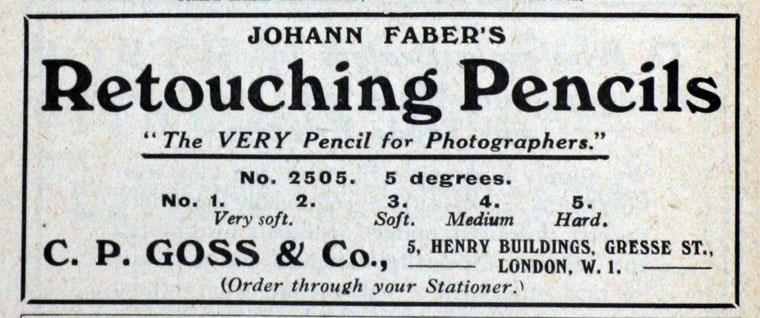 JOHANN FABER'S
Retouching Pencils
"The VERY Pencil for Photographers."
No. 2505. 5 degrees.
No. 1. 2. 3. 4. 5.
Very soft. Soft. Medium Hard.
C. P. GOSS & Co., 5, HENRY BUILDINGS, GRESSE ST.,
LONDON, W. 1.
(Order through your Stationer.)